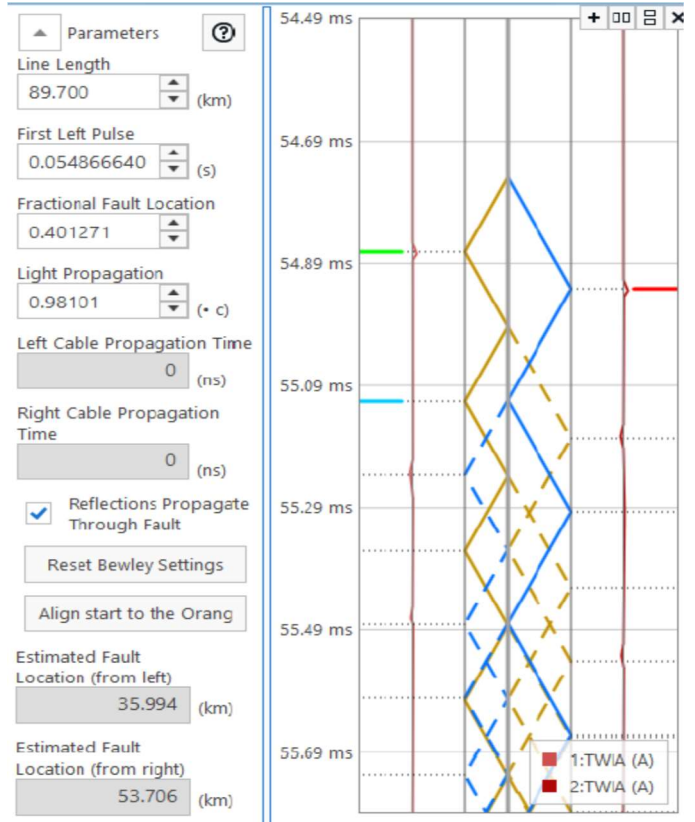 Parameters
Line Length
89.700 (km)
First Left Pulse
0.054866640 (s)
Fractional Fault Location
0.401271
Light Propagation
0.98101 (• c)
Left Cable Propagation Time
0 (ns)
Right Cable Propagation
Time
0 (ns)
Reflections Propagate
Through Fault
Reset Bewley Settings
Align start to the Orang
Estimated Fault
Location (from left)
35.994 (km)
Estimated Fault
Location (from right)
53.706 (km)
54.49 ms
54.69 ms
54.89 ms
55.09 ms
55.29 ms
55.49 ms
55.69 ms
1:TWIA (A)
2:TWIA (A)